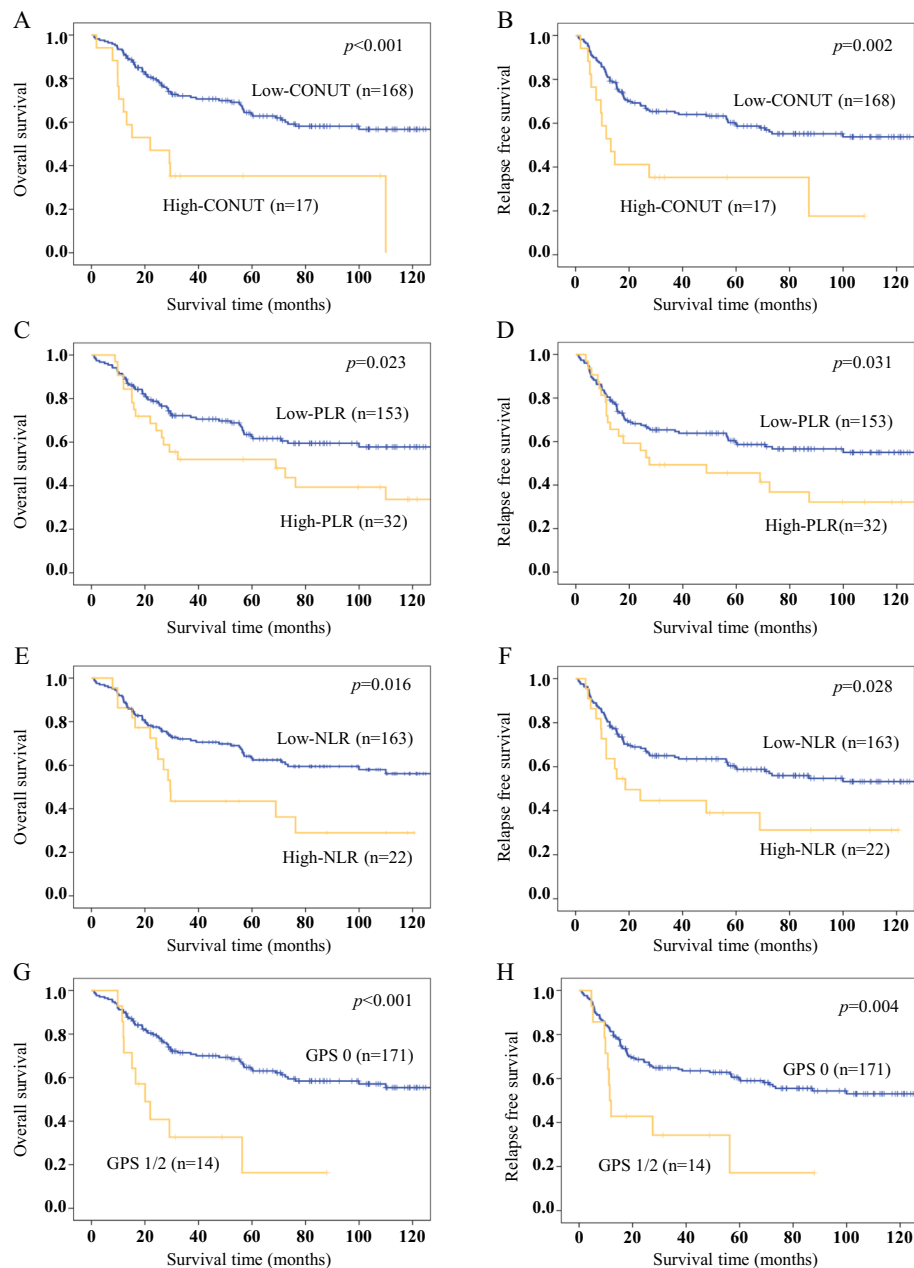 A
p<0.001
Overall survival
1.0
0.8
0.6
0.4
0.2
0.0
Low-CONUT (n=168)
High-CONUT (n=17)
0 20 40 60 80 100 120
Survival time (months)
B
p=0.002
Relapse free survival
1.0
0.8
0.6
0.4
0.2
0.0
Low-CONUT (n=168)
High-CONUT (n=17)
0 20 40 60 80 100 120
Survival time (months)
C
p=0.023
Overall survival
1.0
0.8
0.6
0.4
0.2
0.0
Low-PLR (n=153)
High-PLR (n=32)
0 20 40 60 80 100 120
Survival time (months)
D
p=0.031
Relapse free survival
1.0
0.8
0.6
0.4
0.2
0.0
Low-PLR (n=153)
High-PLR(n=32)
0 20 40 60 80 100 120
Survival time (months)
E
p=0.016
Overall survival
1.0
0.8
0.6
0.4
0.2
0.0
Low-NLR (n=163)
High-NLR (n=22)
0 20 40 60 80 100 120
Survival time (months)
F
p=0.028
Relapse free survival
1.0
0.8
0.6
0.4
0.2
0.0
Low-NLR (n=163)
High-NLR (n=22)
0 20 40 60 80 100 120
Survival time (months)
G
p<0.001
Overall survival
1.0
0.8
0.6
0.4
0.2
0.0
GPS 0 (n=171)
GPS 1/2 (n=14)
0 20 40 60 80 100 120
Survival time (months)
H
p=0.004
Relapse free survival
1.0
0.8
0.6
0.4
0.2
0.0
GPS 0 (n=171)
GPS 1/2 (n=14)
0 20 40 60 80 100 120
Survival time (months)